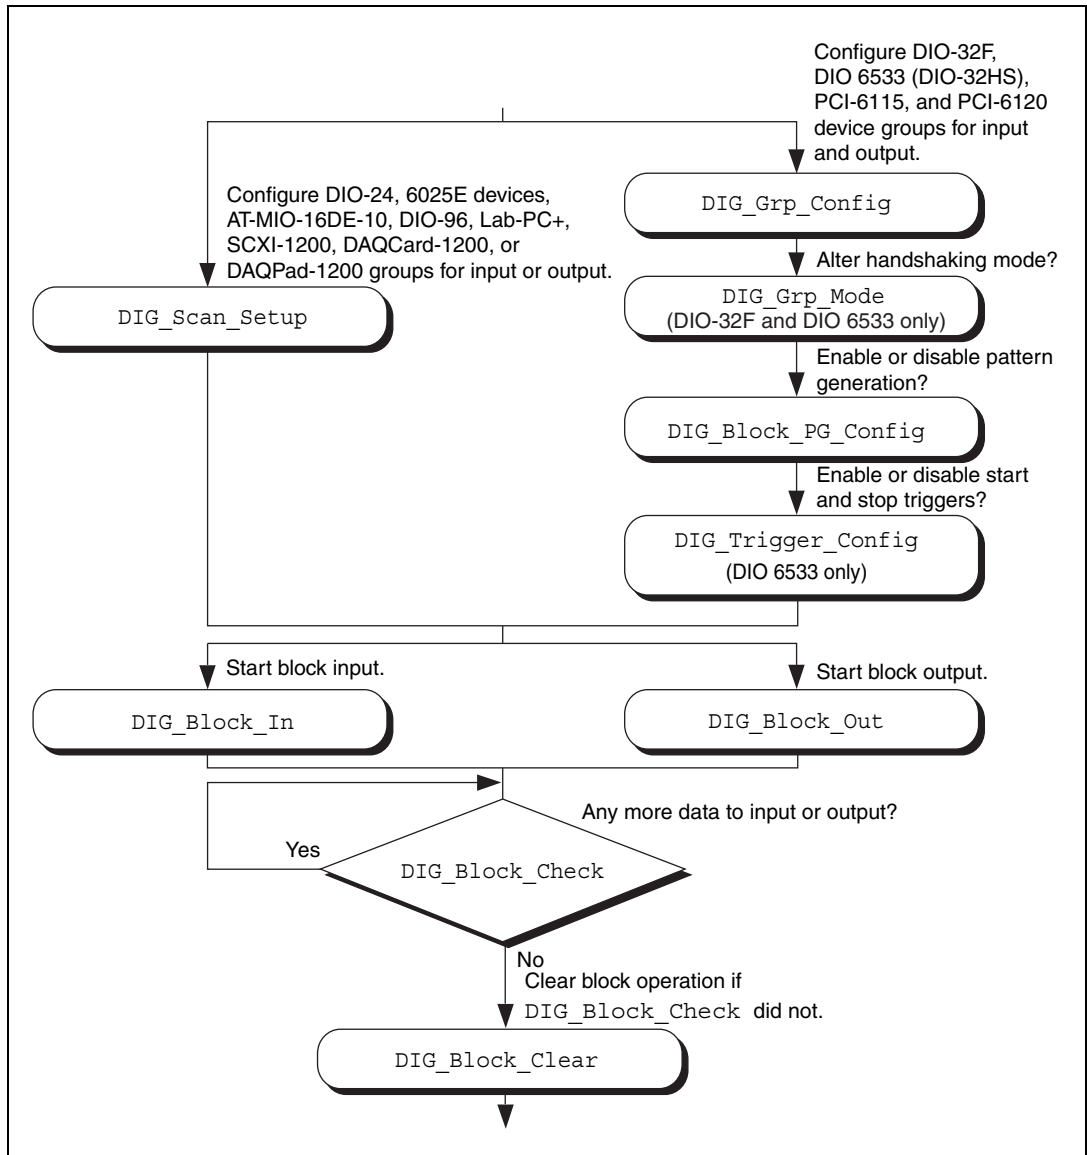 Configure DIO-32F,
DIO 6533 (DIO-32HS),
PCI-6115, and PCI-6120
device groups for input
and output.
Configure DIO-24, 6025E devices,
AT-MIO-16DE-10, DIO-96, Lab-PC+,
SCXI-1200, DAQCard-1200, or
DAQPad-1200 groups for input or output.
DIG_Scan_Setup
DIG_Grp_Config
Alter handshaking mode?
DIG_Grp_Mode
(DIO-32F and DIO 6533 only)
Enable or disable pattern
generation?
DIG_Block_PG_Config
Enable or disable start
and stop triggers?
DIG_Trigger_Config
(DIO 6533 only)
Start block input.
DIG_Block_In
Start block output.
DIG_Block_Out
Any more data to input or output?
Yes
DIG_Block_Check
No
Clear block operation if
DIG_Block_Check did not.
DIG_Block_Clear